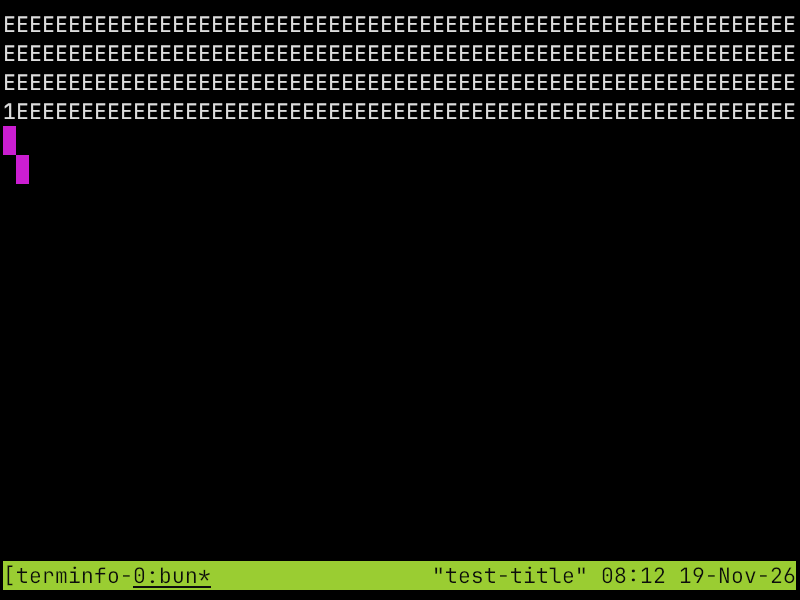 EEEEEEEEEEEEEEEEEEEEEEEEEEEEEEEEEEEEEEEEEEEEEEEEEEEEEEEEEEEEE
EEEEEEEEEEEEEEEEEEEEEEEEEEEEEEEEEEEEEEEEEEEEEEEEEEEEEEEEEEEEE
EEEEEEEEEEEEEEEEEEEEEEEEEEEEEEEEEEEEEEEEEEEEEEEEEEEEEEEEEEEEE
1EEEEEEEEEEEEEEEEEEEEEEEEEEEEEEEEEEEEEEEEEEEEEEEEEEEEEEEEEEEE
[terminfo-0:bun*                 "test-title" 08:12 19-Nov-26